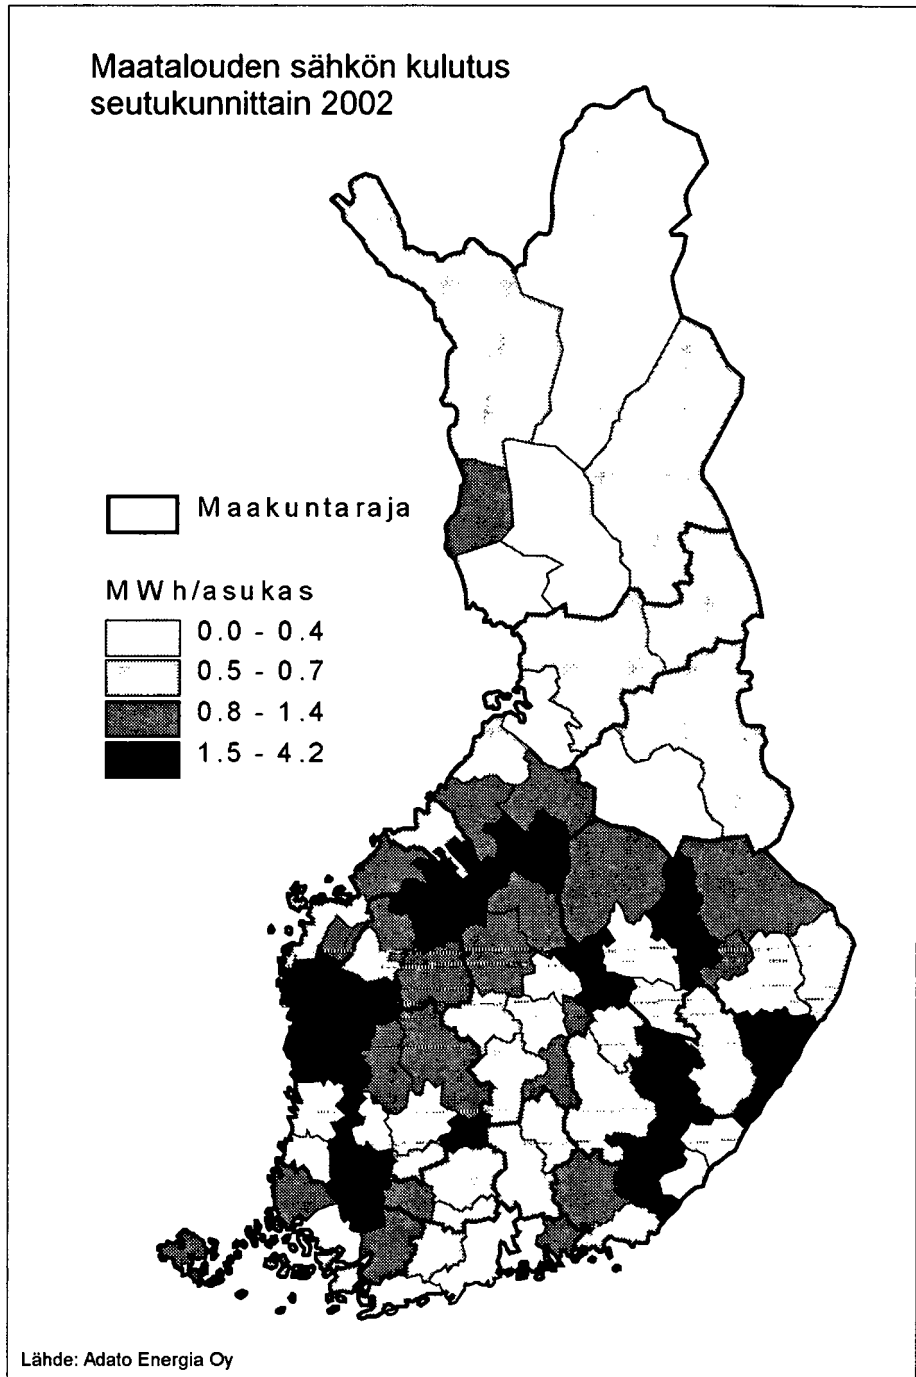 Maatalouden sähkön kulutus
seutukunnittain 2002
Maakuntaraja
MWh/asukas
0.0 - 0.4
0.5 - 0.7
0.8 - 1.4
1.5 - 4.2
Lähde: Adato Energia Oy